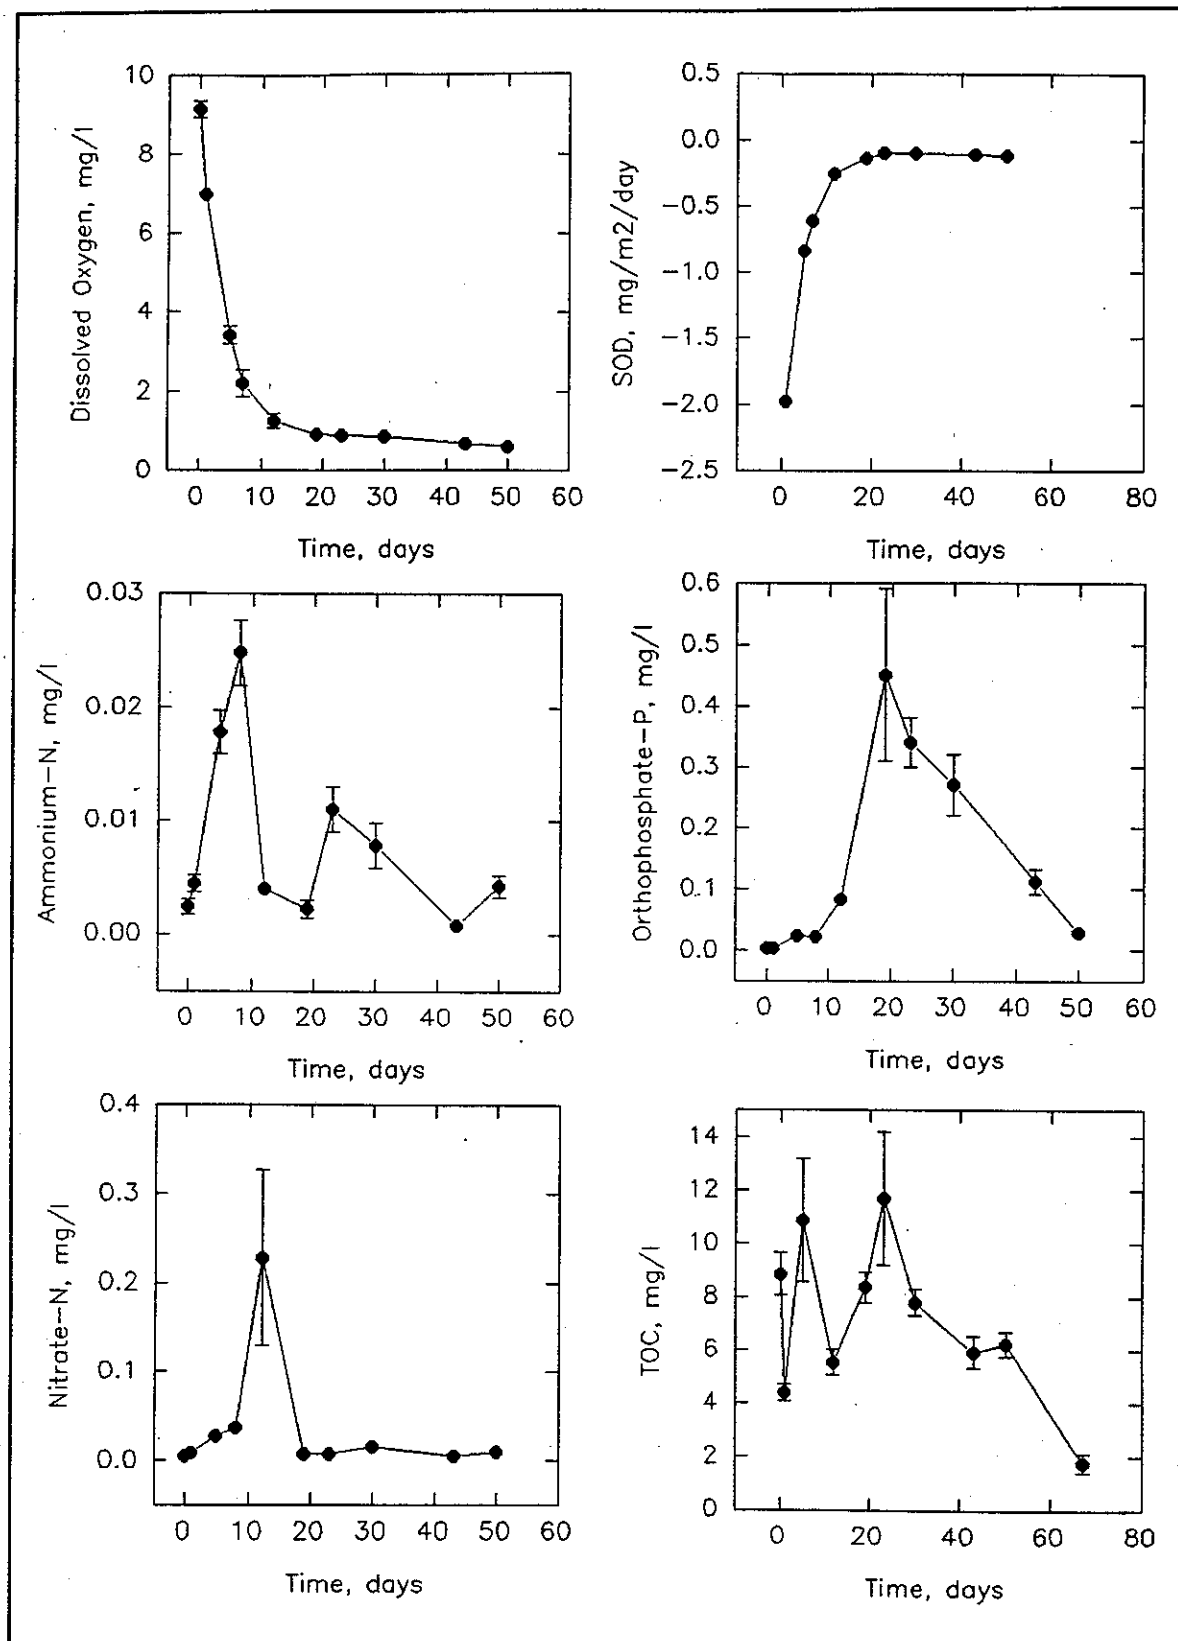 10
8
6
4
2
0
Dissolved Oxygen, mg/l
0 10 20 30 40 50 60
Time, days
0.5
0.0
−0.5
−1.0
−1.5
−2.0
−2.5
SOD, mg/m2/day
0 20 40 60 80
Time, days
0.03
0.02
0.01
0.00
Ammonium−N, mg/l
0 10 20 30 40 50 60
Time, days
0.6
0.5
0.4
0.3
0.2
0.1
0.0
Orthophosphate−P, mg/l
0 10 20 30 40 50 60
Time, days
0.4
0.3
0.2
0.1
0.0
Nitrate−N, mg/l
0 10 20 30 40 50 60
Time, days
14
12
10
8
6
4
2
0
TOC, mg/l
0 20 40 60 80
Time, days